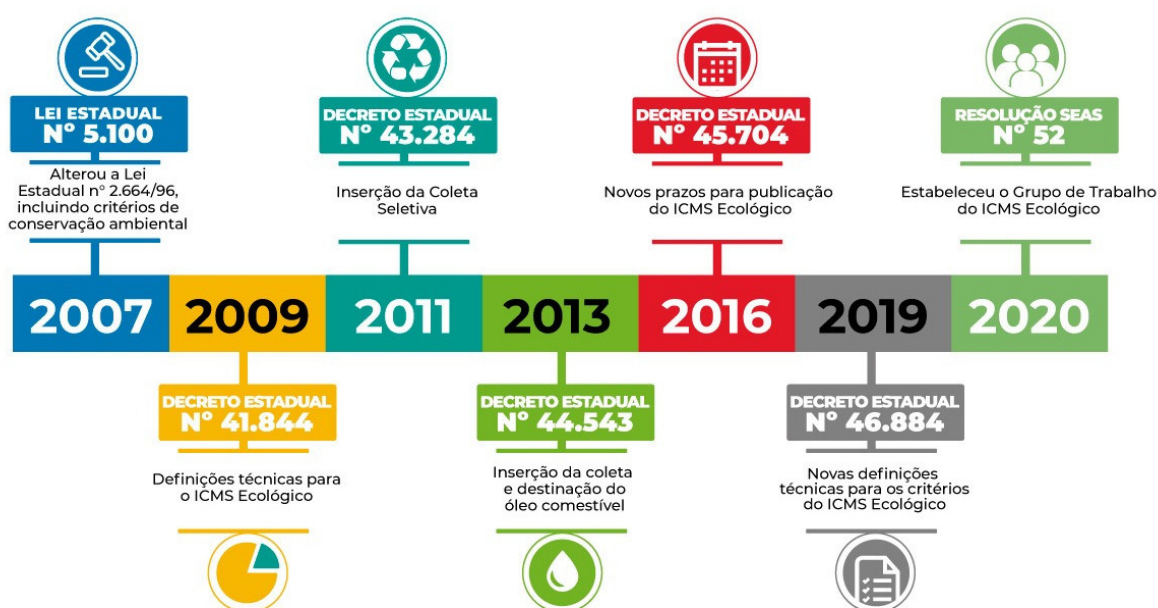 LEI ESTADUAL
Nº 5.100
Alterou a Lei
Estadual n° 2.664/96,
incluindo critérios de
conservação ambiental
DECRETO ESTADUAL
Nº 43.284
Inserção da Coleta
Seletiva
DECRETO ESTADUAL
Nº 45.704
Novos prazos para publicação
do ICMS Ecológico
RESOLUÇÃO SEAS
Nº 52
Estabeleceu o Grupo de Trabalho
do ICMS Ecológico
2007
2009
2011
2013
2016
2019
2020
DECRETO ESTADUAL
Nº 41.844
Definições técnicas para
o ICMS Ecológico
DECRETO ESTADUAL
Nº 44.543
Inserção da coleta
e destinação do
óleo comestível
DECRETO ESTADUAL
Nº 46.884
Novas definições
técnicas para os critérios
do ICMS Ecológico